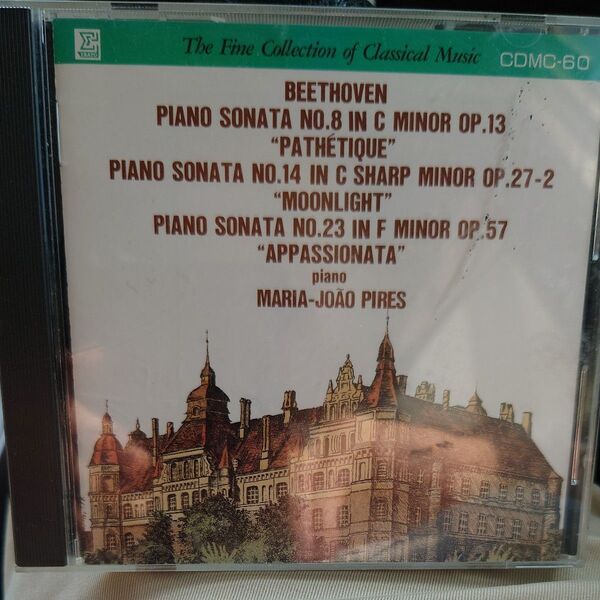 ERATO
The Fine Collection of Classical Music
CDMC-60
BEETHOVEN
PIANO SONATA NO.8 IN C MINOR OP.13
“PATHÉTIQUE”
PIANO SONATA NO.14 IN C SHARP MINOR OP.27-2
“MOONLIGHT”
PIANO SONATA NO.23 IN F MINOR OP.57
“APPASSIONATA”
piano
MARIA-JOÃO PIRES